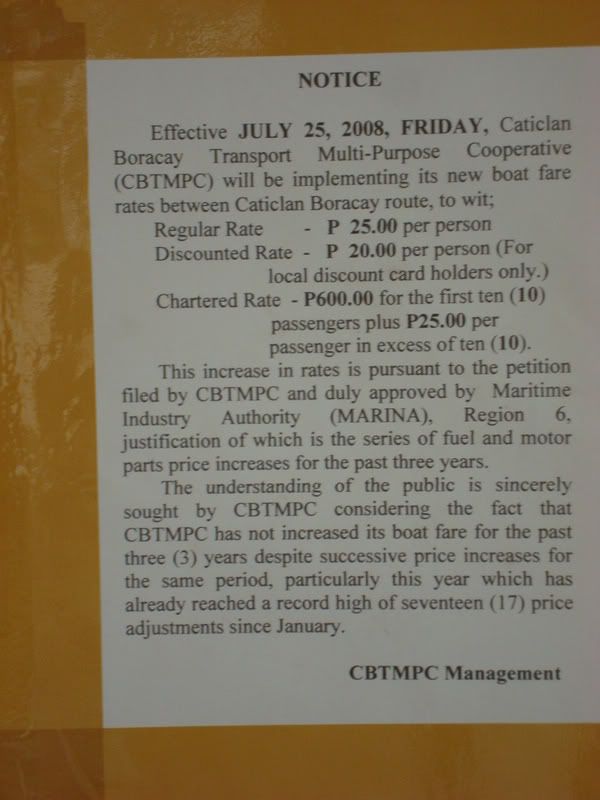 NOTICE
Effective JULY 25, 2008, FRIDAY, Caticlan
Boracay Transport Multi-Purpose Cooperative
(CBTMPC) will be implementing its new boat fare
rates between Caticlan Boracay route, to wit;
Regular Rate - P 25.00 per person
Discounted Rate - P 20.00 per person (For
local discount card holders only.)
Chartered Rate - P600.00 for the first ten (10)
passengers plus P25.00 per
passenger in excess of ten (10).
This increase in rates is pursuant to the petition
filed by CBTMPC and duly approved by Maritime
Industry Authority (MARINA), Region 6,
justification of which is the series of fuel and motor
parts price increases for the past three years.
The understanding of the public is sincerely
sought by CBTMPC considering the fact that
CBTMPC has not increased its boat fare for the past
three (3) years despite successive price increases for
the same period, particularly this year which has
already reached a record high of seventeen (17) price
adjustments since January.
CBTMPC Management